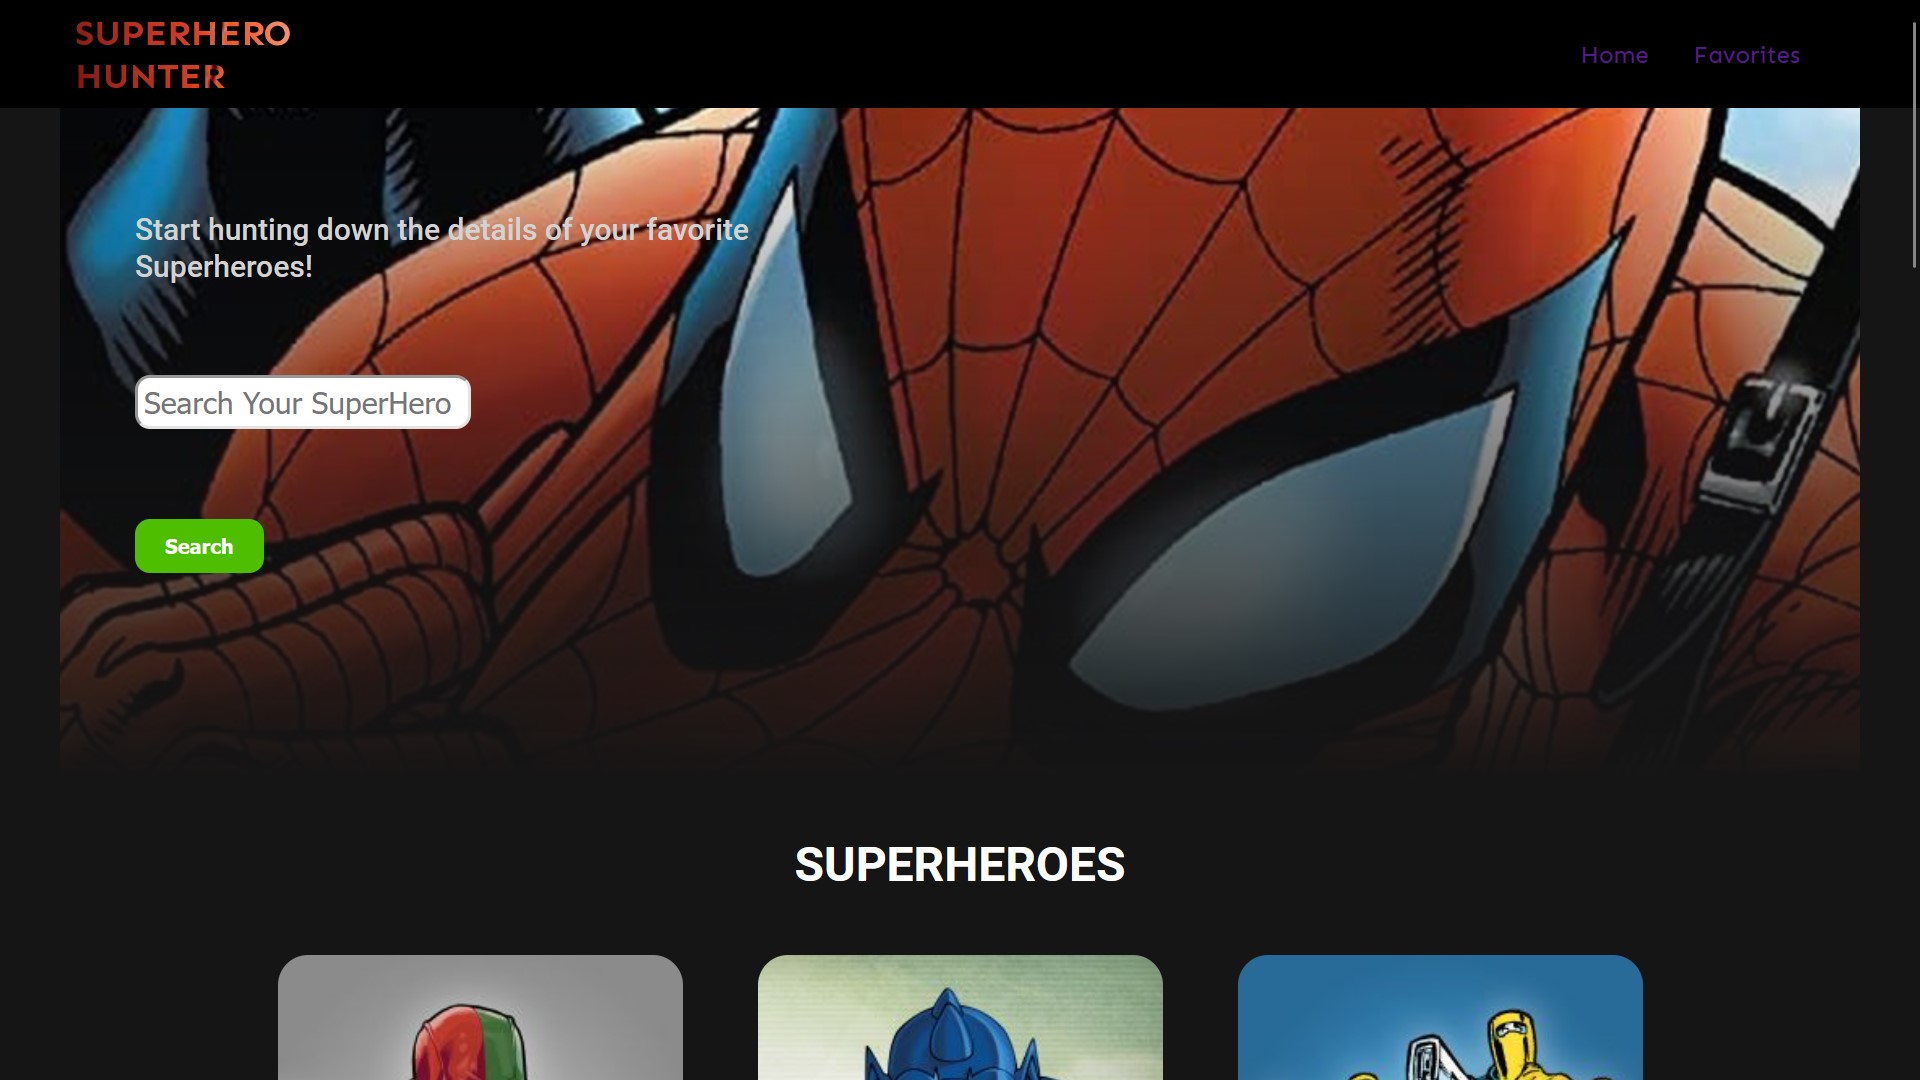 SUPERHERO
HUNTER
Home
Favorites
Start hunting down the details of your favorite
Superheroes!
Search Your SuperHero
Search
SUPERHEROES